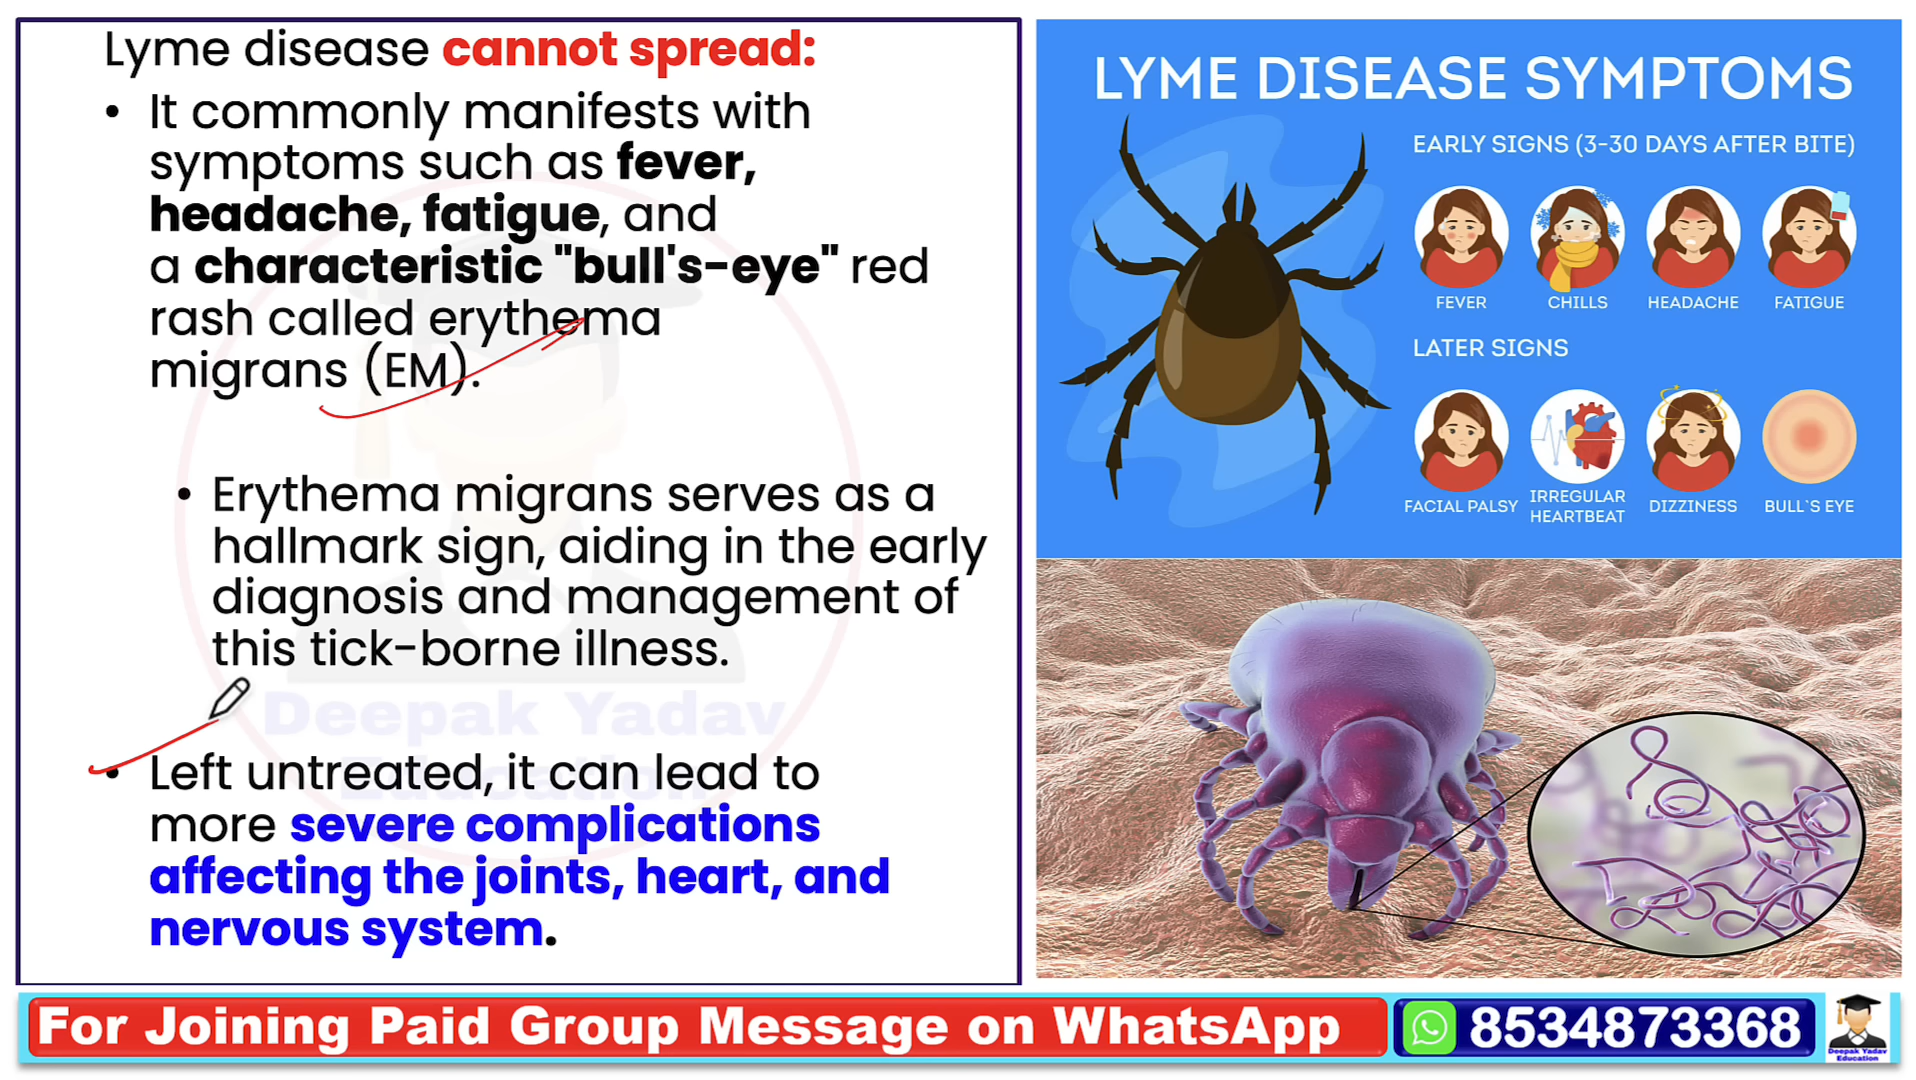 Lyme disease cannot spread:
• It commonly manifests with
symptoms such as fever,
headache, fatigue, and
a characteristic "bull's-eye" red
rash called erythema
migrans (EM).
• Erythema migrans serves as a
hallmark sign, aiding in the early
diagnosis and management of
this tick-borne illness.
Deepak Yadav
Education
• Left untreated, it can lead to
more severe complications
affecting the joints, heart, and
nervous system.
LYME DISEASE SYMPTOMS
EARLY SIGNS (3-30 DAYS AFTER BITE)
FEVER CHILLS HEADACHE FATIGUE
LATER SIGNS
FACIAL PALSY IRREGULAR HEARTBEAT DIZZINESS BULL`S EYE
For Joining Paid Group Message on WhatsApp 8534873368
Deepak Yadav
Education